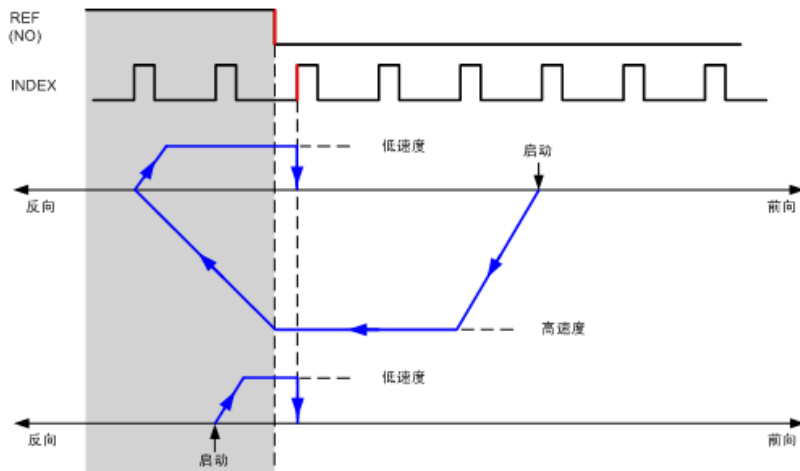 REF
(NO)
INDEX
低速度
启动
反向
前向
高速度
低速度
反向
前向
启动